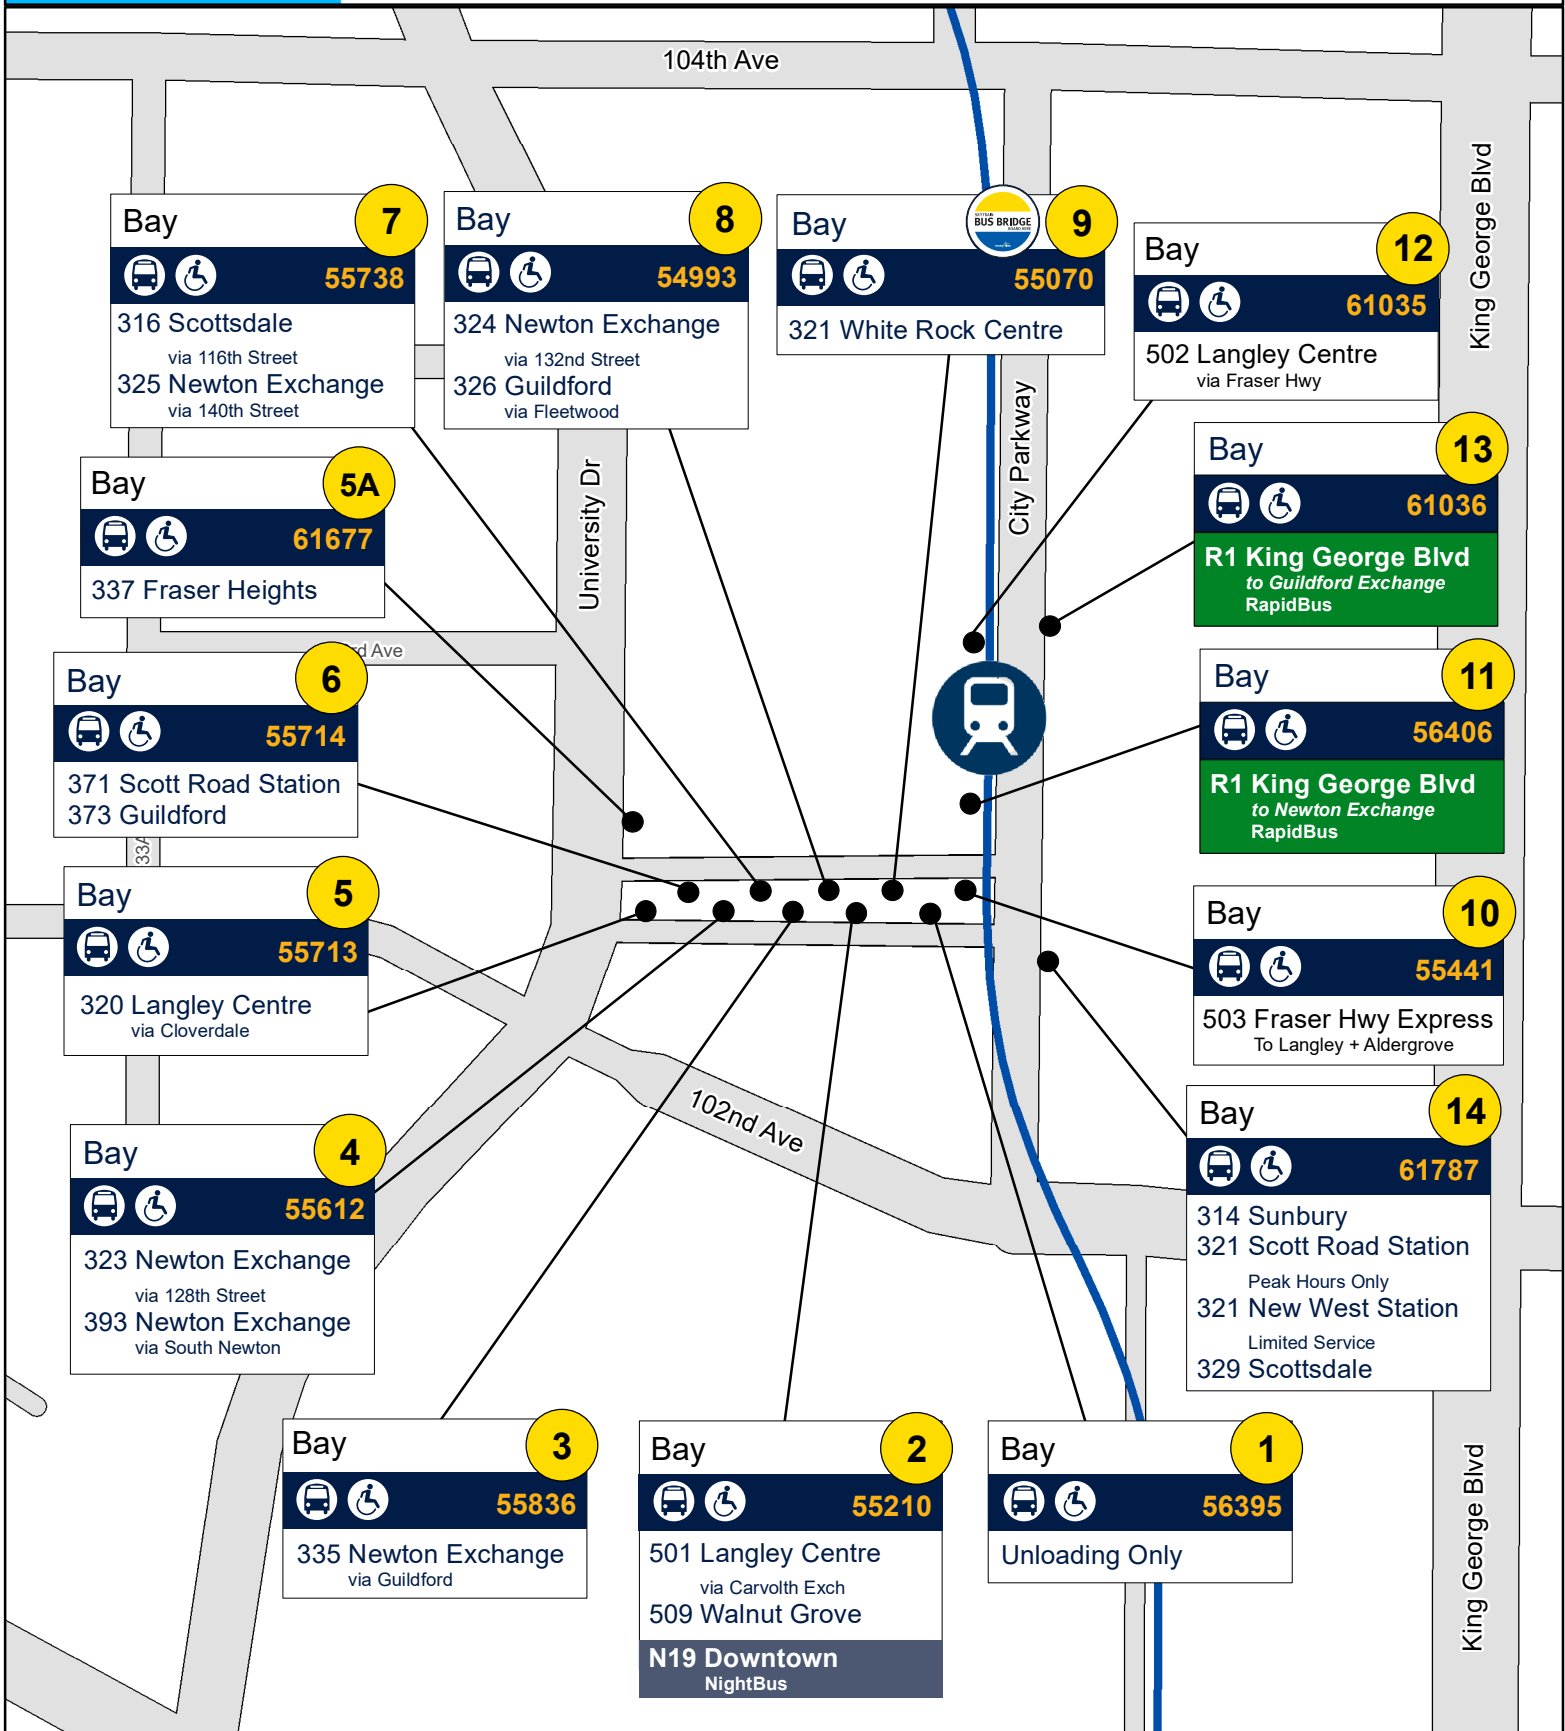 104th Ave
King George Blvd
Bay 7
55738
316 Scottsdale
via 116th Street
325 Newton Exchange
via 140th Street
Bay 8
54993
324 Newton Exchange
via 132nd Street
326 Guildford
via Fleetwood
Bay 9
BUS BRIDGE
55070
321 White Rock Centre
Bay 12
61035
502 Langley Centre
via Fraser Hwy
City Parkway
University Dr
Bay 13
61036
R1 King George Blvd
to Guildford Exchange
RapidBus
Bay 5A
61677
337 Fraser Heights
rd Ave
Bay 6
55714
371 Scott Road Station
373 Guildford
33A
Bay 11
56406
R1 King George Blvd
to Newton Exchange
RapidBus
Bay 5
55713
320 Langley Centre
via Cloverdale
Bay 10
55441
503 Fraser Hwy Express
To Langley + Aldergrove
102nd Ave
Bay 4
55612
323 Newton Exchange
via 128th Street
393 Newton Exchange
via South Newton
Bay 14
61787
314 Sunbury
321 Scott Road Station
Peak Hours Only
321 New West Station
Limited Service
329 Scottsdale
Bay 3
55836
335 Newton Exchange
via Guildford
Bay 2
55210
501 Langley Centre
via Carvolth Exch
509 Walnut Grove
N19 Downtown
NightBus
Bay 1
56395
Unloading Only
King George Blvd